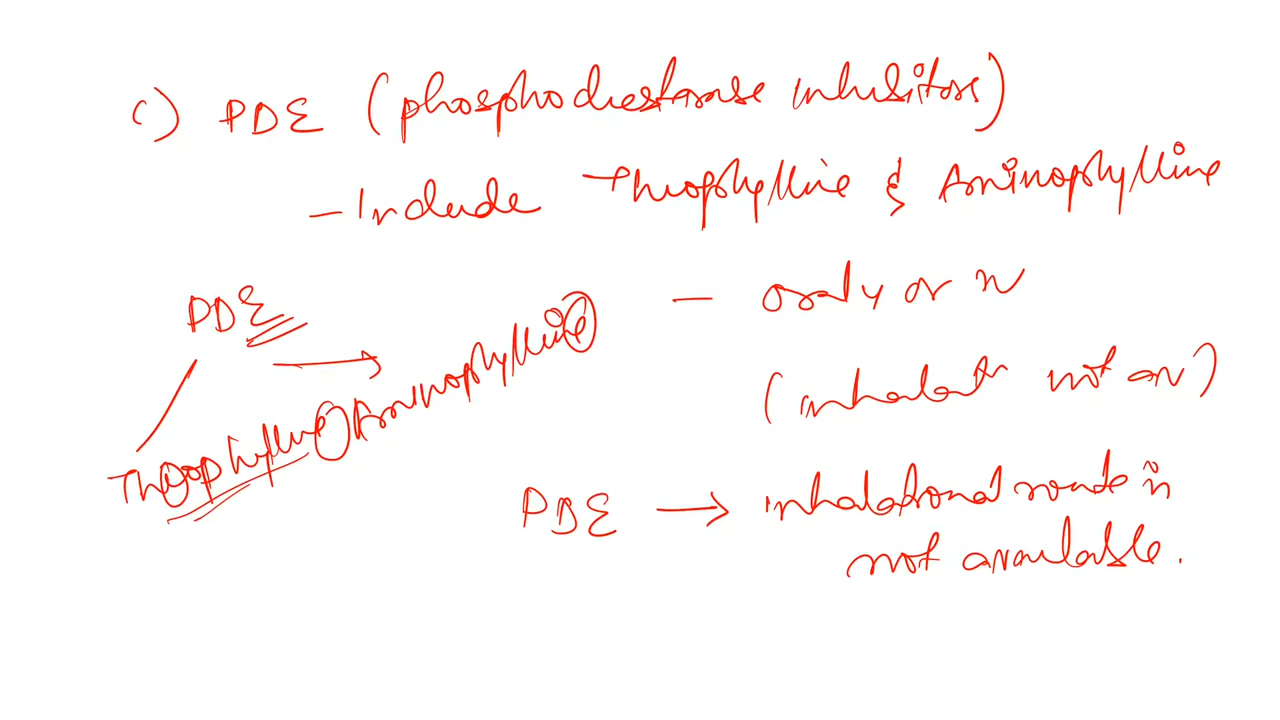 c) PDE (phosphodiesterase inhibitors)
- Include Theophylline & Aminophylline
- orally or iv
(inhalatn not av)
PDE
Theophylline Aminophylline
PDE → inhalational route is
not available.